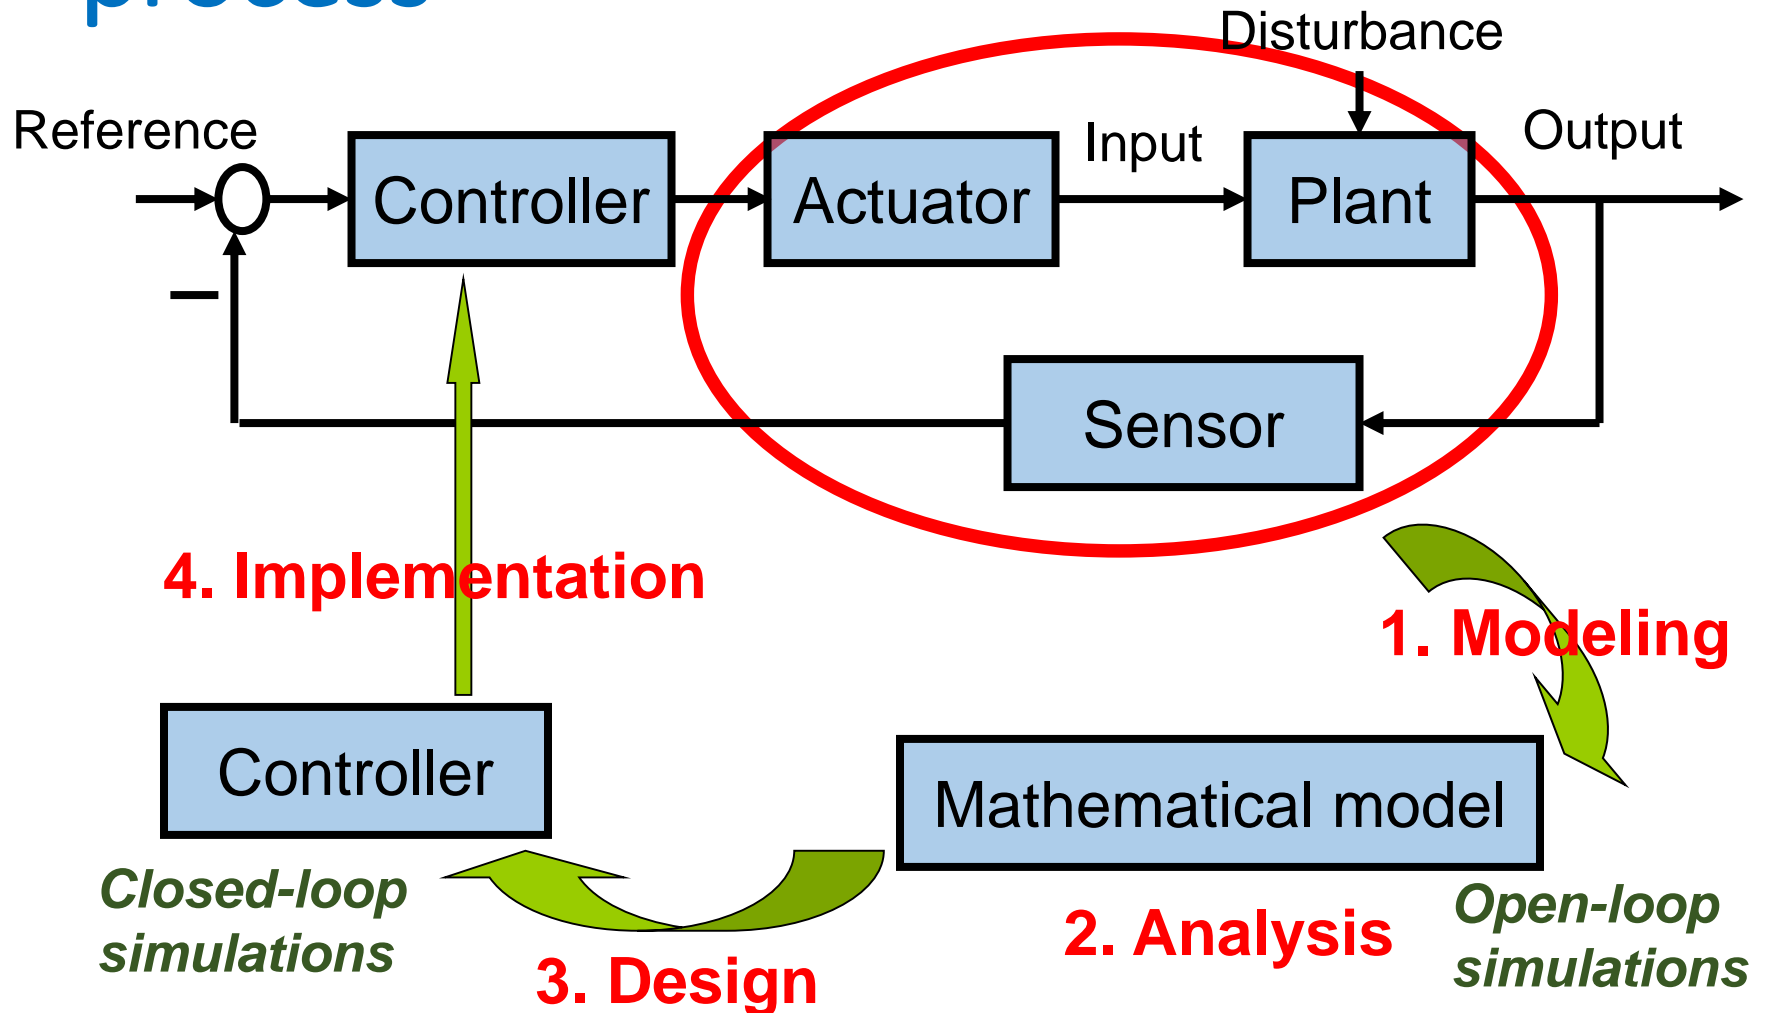 process
Disturbance
Reference
Input
Output
Controller
Actuator
Plant
–
Sensor
4. Implementation
1. Modeling
Controller
Mathematical model
Closed-loop
simulations
2. Analysis
Open-loop
simulations
3. Design